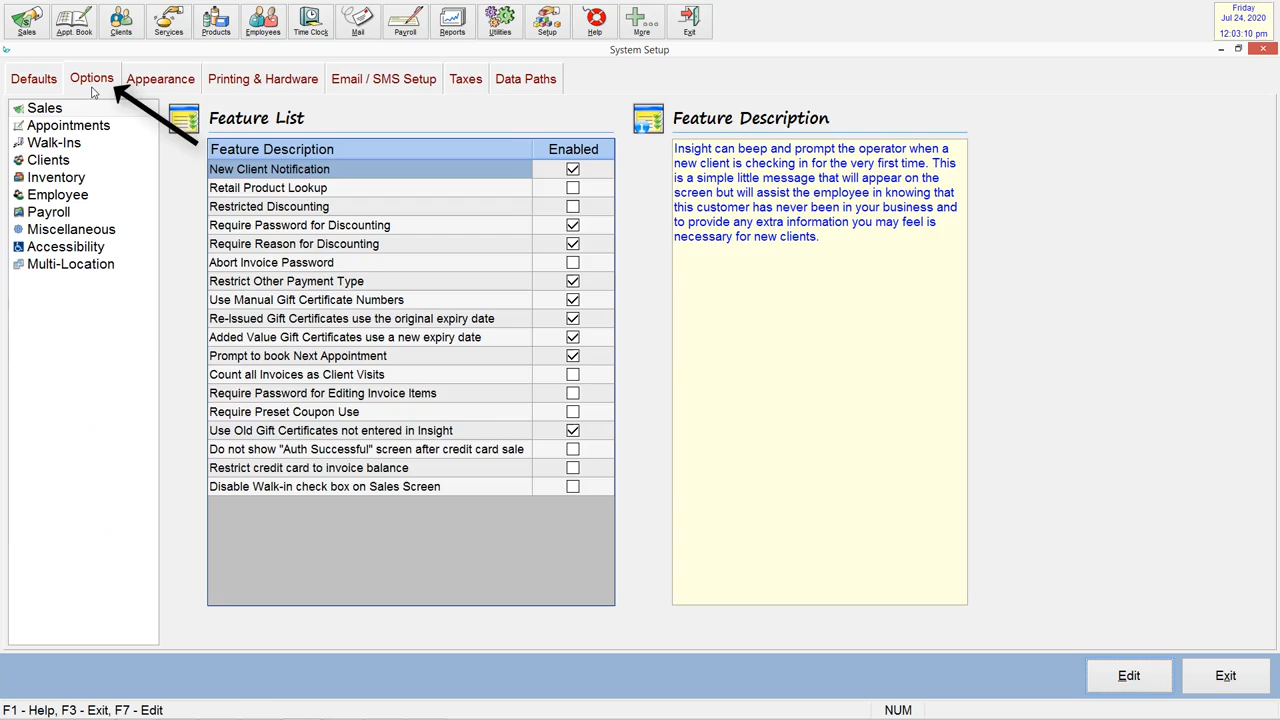 Sales Appt. Book Clients Services Products Employees Time Clock Mail Payroll Reports Utilities Setup Help More Exit
Friday
Jul 24, 2020
12:03:10 pm
System Setup
Defaults Options Appearance Printing & Hardware Email / SMS Setup Taxes Data Paths
Sales
Appointments
Walk-Ins
Clients
Inventory
Employee
Payroll
Miscellaneous
Accessibility
Multi-Location
Feature List
Feature Description Enabled
New Client Notification
Retail Product Lookup
Restricted Discounting
Require Password for Discounting
Require Reason for Discounting
Abort Invoice Password
Restrict Other Payment Type
Use Manual Gift Certificate Numbers
Re-Issued Gift Certificates use the original expiry date
Added Value Gift Certificates use a new expiry date
Prompt to book Next Appointment
Count all Invoices as Client Visits
Require Password for Editing Invoice Items
Require Preset Coupon Use
Use Old Gift Certificates not entered in Insight
Do not show "Auth Successful" screen after credit card sale
Restrict credit card to invoice balance
Disable Walk-in check box on Sales Screen
Feature Description
Insight can beep and prompt the operator when a
new client is checking in for the very first time. This
is a simple little message that will appear on the
screen but will assist the employee in knowing that
this customer has never been in your business and
to provide any extra information you may feel is
necessary for new clients.
Edit Exit
F1 - Help, F3 - Exit, F7 - Edit NUM